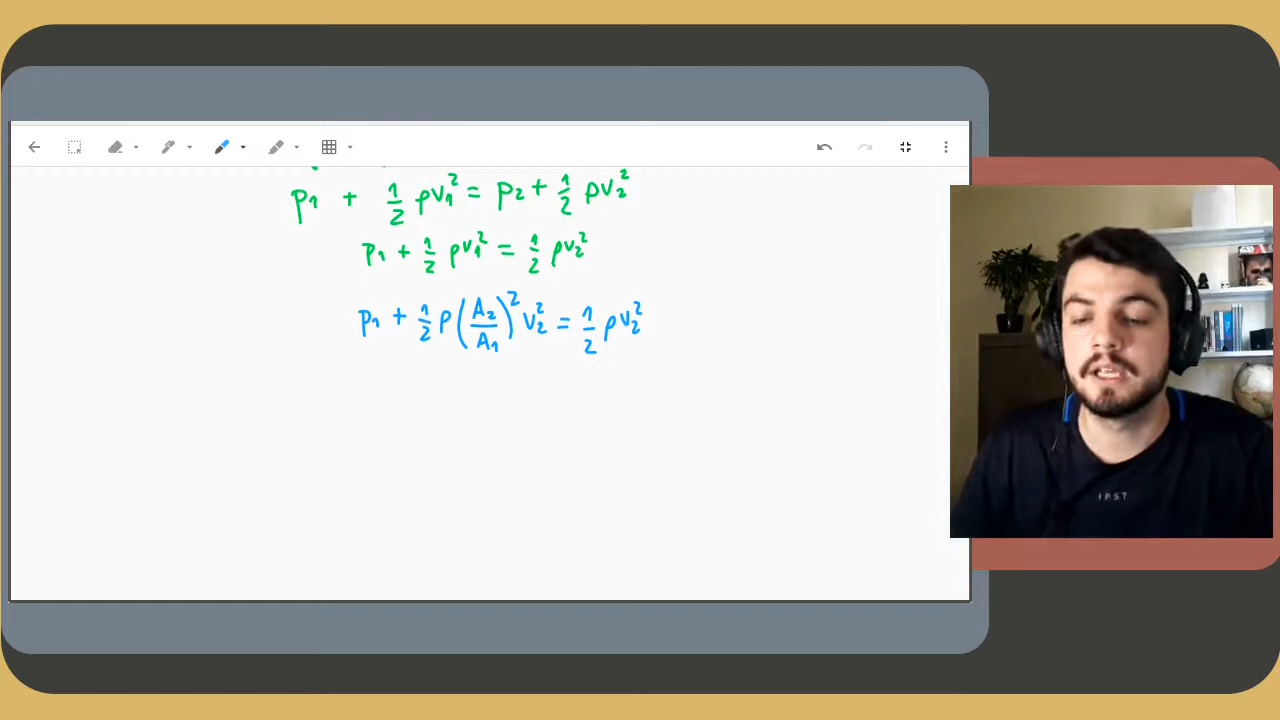 p₁ + 1/2 ρv₁² = p₂ + 1/2 ρv₂²
p₁ + 1/2 ρv₁² = 1/2 ρv₂²
p₁ + 1/2 ρ(A₂/A₁)² v₂² = 1/2 ρv₂²
IPST